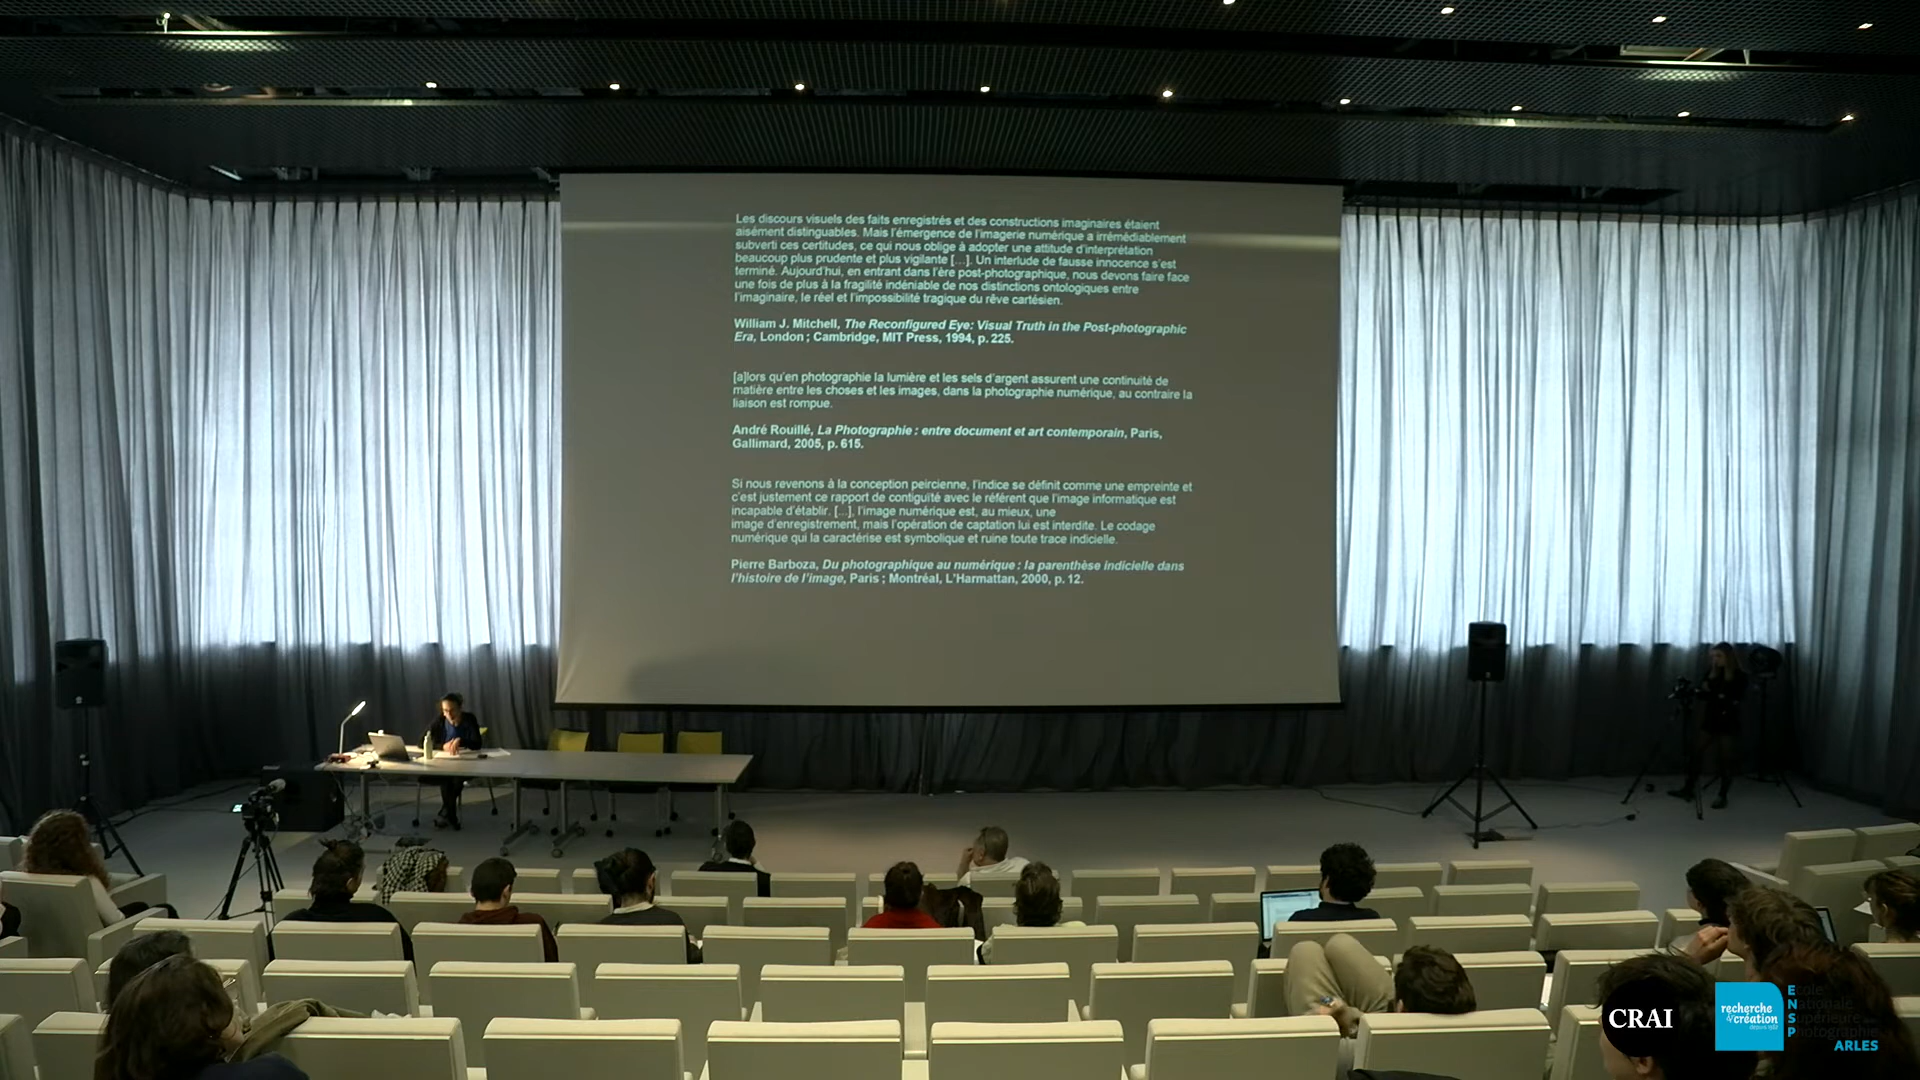 Les discours visuels des faits enregistrés et des constructions imaginaires étaient
aisément distinguables. Mais l'émergence de l'imagerie numérique a irrémédiablement
subverti ces certitudes, ce qui nous oblige à adopter une attitude d'interprétation
beaucoup plus prudente et plus vigilante [...]. Un interlude de fausse innocence s'est
terminé. Aujourd'hui, en entrant dans l'ère post-photographique, nous devons faire face
une fois de plus à la fragilité indéniable de nos distinctions ontologiques entre
l'imaginaire, le réel et l'impossibilité tragique du rêve cartésien.
William J. Mitchell, The Reconfigured Eye: Visual Truth in the Post-photographic
Era, London ; Cambridge, MIT Press, 1994, p. 225.
[a]lors qu'en photographie la lumière et les sels d'argent assurent une continuité de
matière entre les choses et les images, dans la photographie numérique, au contraire la
liaison est rompue.
André Rouillé, La Photographie : entre document et art contemporain, Paris,
Gallimard, 2005, p. 615.
Si nous revenons à la conception peircienne, l'indice se définit comme une empreinte et
c'est justement ce rapport de contiguïté avec le référent que l'image informatique est
incapable d'établir. [...], l'image numérique est, au mieux, une
image d'enregistrement, mais l'opération de captation lui est interdite. Le codage
numérique qui la caractérise est symbolique et ruine toute trace indicielle.
Pierre Barboza, Du photographique au numérique : la parenthèse indicielle dans
l'histoire de l'image, Paris ; Montréal, L'Harmattan, 2000, p. 12.
CRAI
recherche
&création
depuis 1982
École
Nationale
Supérieure
Photographie
ARLES